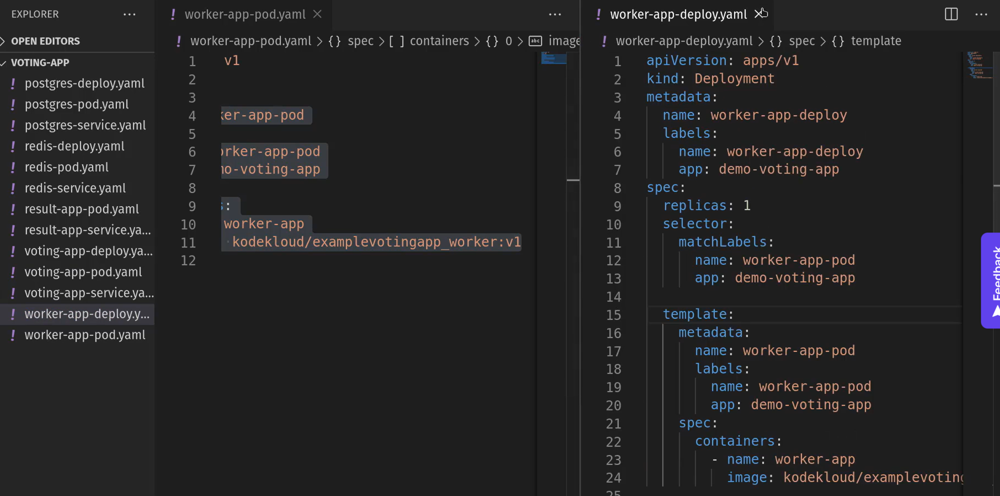 EXPLORER
OPEN EDITORS
VOTING-APP
! postgres-deploy.yaml
! postgres-pod.yaml
! postgres-service.yaml
! redis-deploy.yaml
! redis-pod.yaml
! redis-service.yaml
! result-app-pod.yaml
! result-app-service.ya...
! voting-app-deploy.ya...
! voting-app-pod.yaml
! voting-app-service.ya...
! worker-app-deploy.y...
! worker-app-pod.yaml
! worker-app-pod.yaml
! worker-app-pod.yaml > {} spec > [ ] containers > {} 0 > abc image
1 v1
2
3
4 ker-app-pod
5
6 orker-app-pod
7 mo-voting-app
8
9 s:
10 worker-app
11 kodekloud/examplevotingapp_worker:v1
12
! worker-app-deploy.yaml
! worker-app-deploy.yaml > {} spec > {} template
1 apiVersion: apps/v1
2 kind: Deployment
3 metadata:
4 name: worker-app-deploy
5 labels:
6 name: worker-app-deploy
7 app: demo-voting-app
8 spec:
9 replicas: 1
10 selector:
11 matchLabels:
12 name: worker-app-pod
13 app: demo-voting-app
14
15 template:
16 metadata:
17 name: worker-app-pod
18 labels:
19 name: worker-app-pod
20 app: demo-voting-app
21 spec:
22 containers:
23 - name: worker-app
24 image: kodekloud/examplevoting
25
Feedback